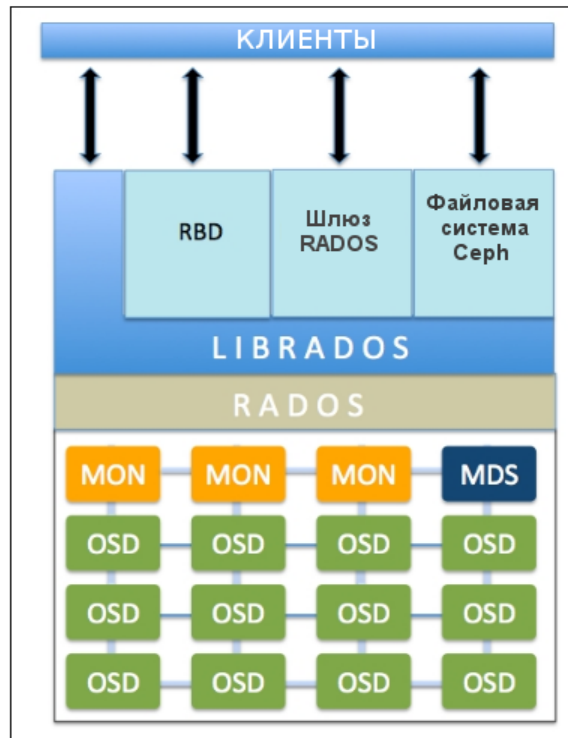 КЛИЕНТЫ
RBD
Шлюз
RADOS
Файловая
система
Ceph
LIBRADOS
RADOS
MON MON MON MDS
OSD OSD OSD OSD
OSD OSD OSD OSD
OSD OSD OSD OSD